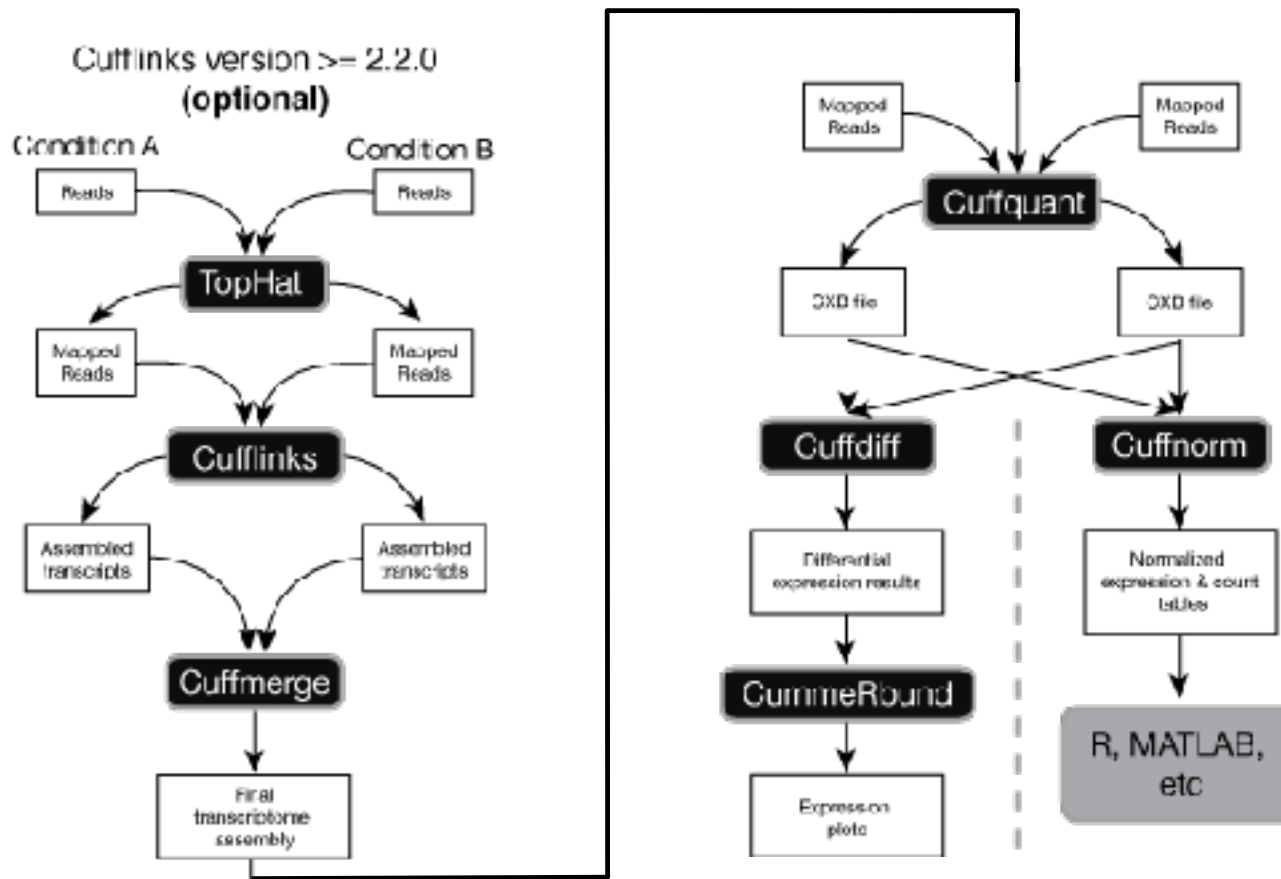 Cufflinks version >= 2.2.0
(optional)
Condition A
Condition B
Reads
Reads
TopHat
Mapped
Reads
Mapped
Reads
Cufflinks
Assembled
transcripts
Assembled
transcripts
Cuffmerge
Final
transcriptome
assembly
Mapped
Reads
Mapped
Reads
Cuffquant
CXB file
CXB file
Cuffdiff
Cuffnorm
Differential
expression results
Normalized
expression & count
tables
CummeRbund
R, MATLAB,
etc
Expression
plots